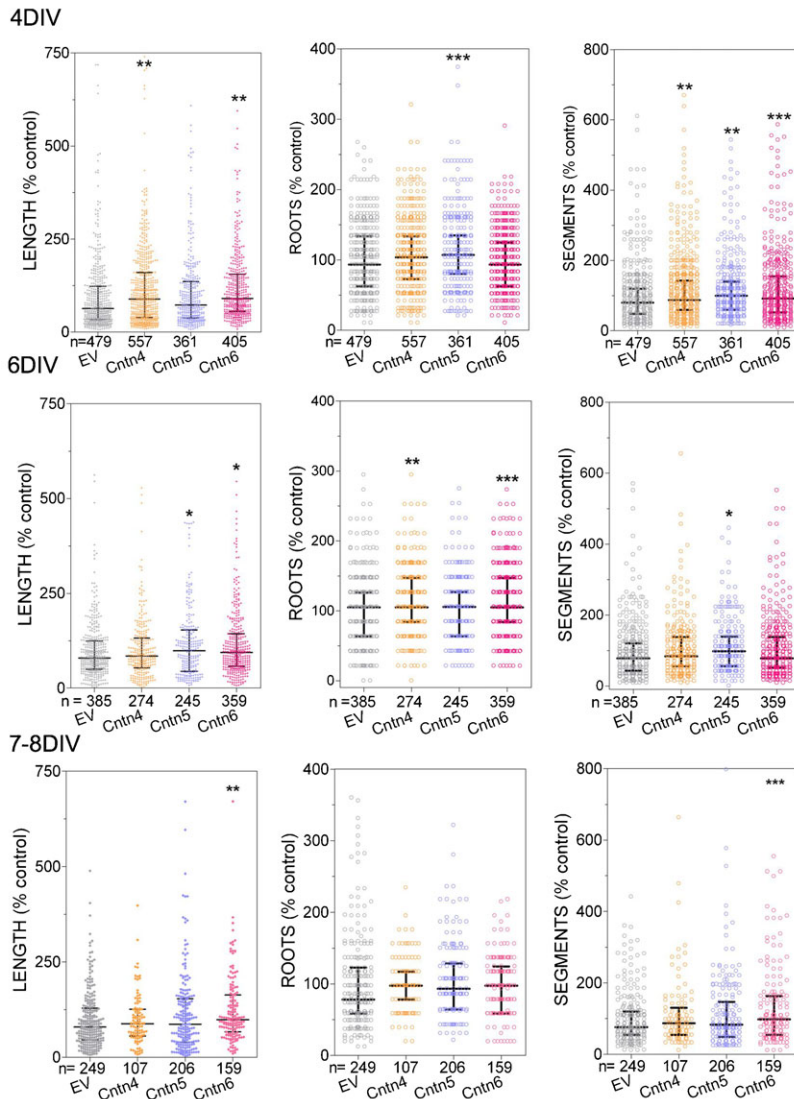 4DIV
LENGTH (% control)
750
500
250
0
**
**
n=479 557 361 405
EV Cntn4 Cntn5 Cntn6
ROOTS (% control)
400
300
200
100
0
***
n= 479 557 361 405
EV Cntn4 Cntn5 Cntn6
SEGMENTS (% control)
800
600
400
200
0
**
**
***
n= 479 557 361 405
EV Cntn4 Cntn5 Cntn6
6DIV
LENGTH (% control)
750
500
250
0
*
*
n = 385 274 245 359
EV Cntn4 Cntn5 Cntn6
ROOTS (% control)
400
300
200
100
0
**
***
n =385 274 245 359
EV Cntn4 Cntn5 Cntn6
SEGMENTS (% control)
800
600
400
200
0
*
n =385 274 245 359
EV Cntn4 Cntn5 Cntn6
7-8DIV
LENGTH (% control)
750
500
250
0
**
n= 249 107 206 159
EV Cntn4 Cntn5 Cntn6
ROOTS (% control)
400
300
200
100
0
n= 249 107 206 159
EV Cntn4 Cntn5 Cntn6
SEGMENTS (% control)
800
600
400
200
0
***
n= 249 107 206 159
EV Cntn4 Cntn5 Cntn6